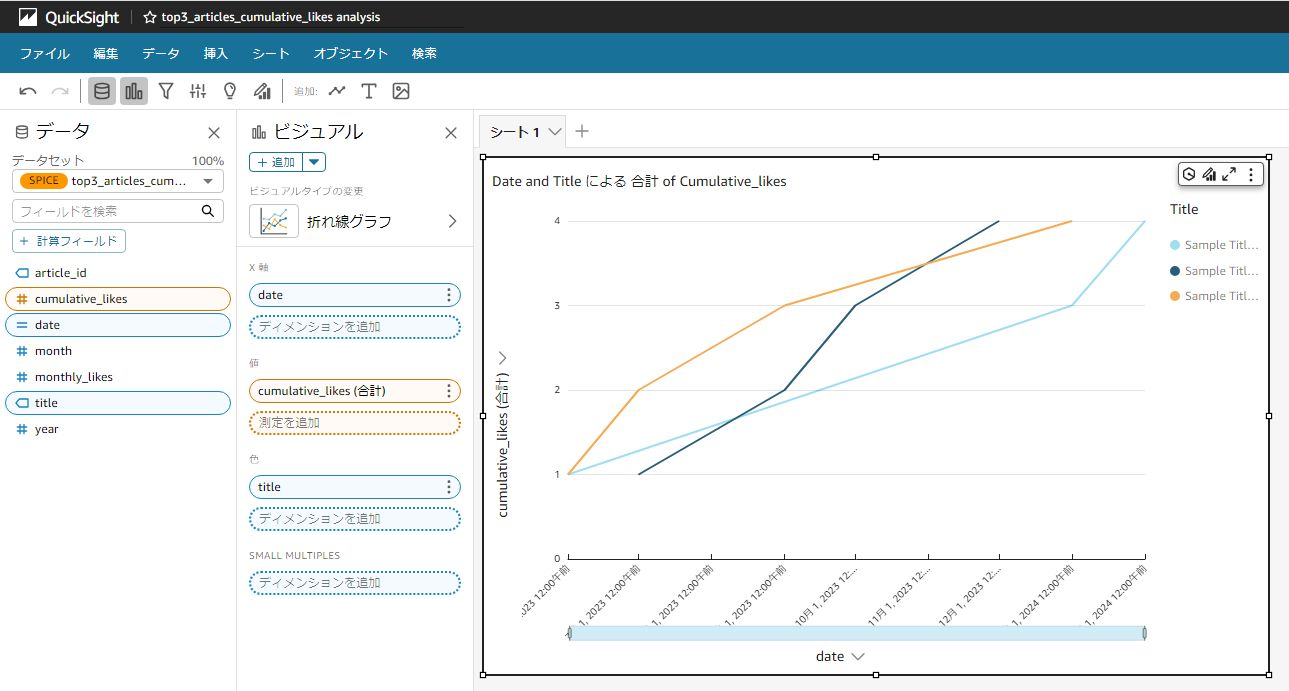 QuickSight
top3_articles_cumulative_likes analysis
ファイル 編集 データ 挿入 シート オブジェクト 検索
追加:
データ
データセット 100%
SPICE top3_articles_cum...
フィールドを検索
+ 計算フィールド
article_id
cumulative_likes
date
month
monthly_likes
title
year
ビジュアル
+ 追加
ビジュアルタイプの変更
折れ線グラフ
X 軸
date
ディメンションを追加
値
cumulative_likes (合計)
測定を追加
色
title
ディメンションを追加
SMALL MULTIPLES
ディメンションを追加
シート 1
Date and Title による 合計 of Cumulative_likes
Title
Sample Titl...
Sample Titl...
Sample Titl...
cumulative_likes (合計)
4
3
2
1
0
..023 12:00午前
.. 1, 2023 12:00午前
.. 1, 2023 12:00午前
.. 1, 2023 12:00午前
10月 1, 2023 12:...
11月 1, 2023 12:...
12月 1, 2023 12:...
.. 1, 2024 12:00午前
.. 1, 2024 12:00午前
date